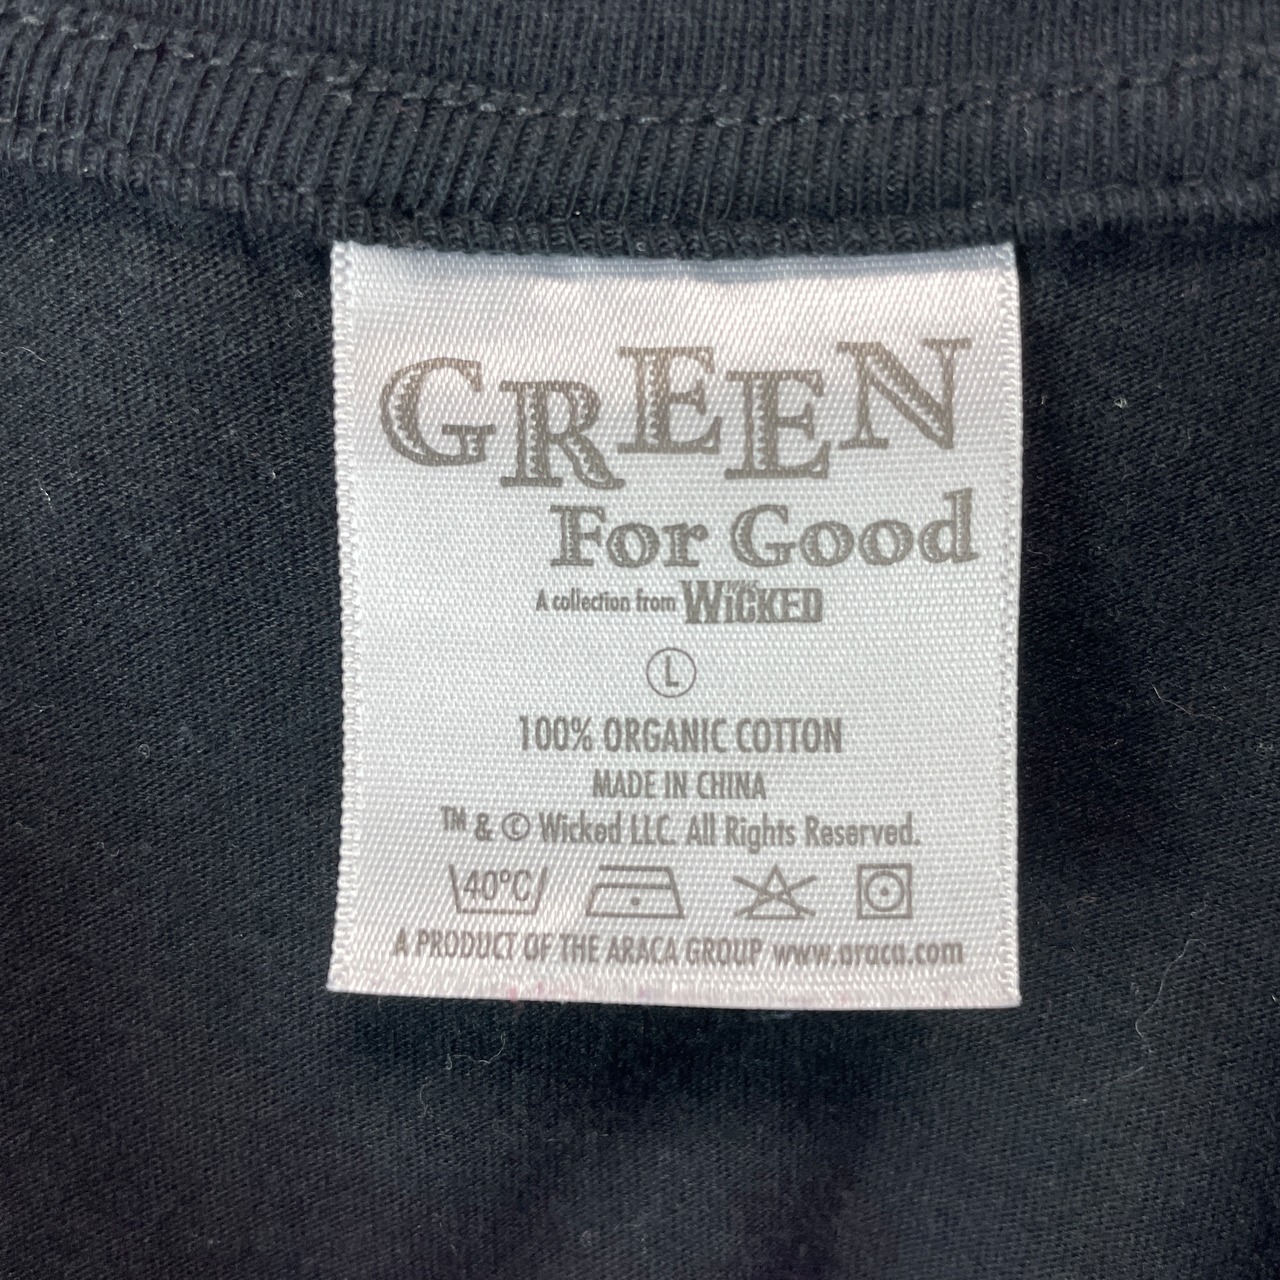 GREEN
For Good
A collection from WICKED
L
100% ORGANIC COTTON
MADE IN CHINA
™ & © Wicked LLC. All Rights Reserved.
40°C
A PRODUCT OF THE ARACA GROUP www.araca.com